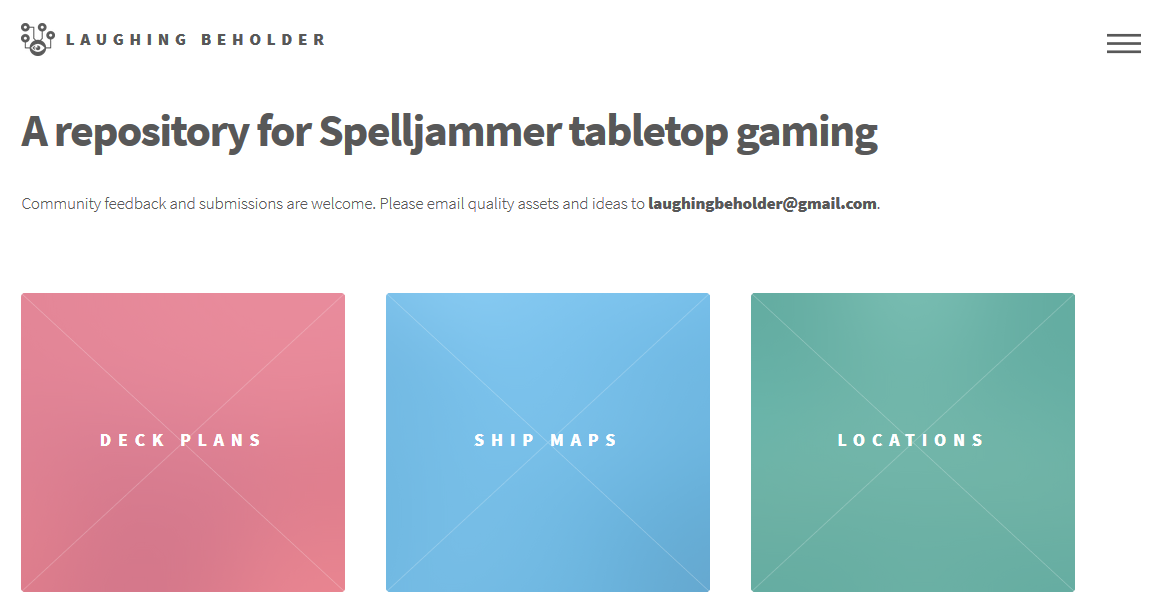 LAUGHING BEHOLDER
A repository for Spelljammer tabletop gaming
Community feedback and submissions are welcome. Please email quality assets and ideas to laughingbeholder@gmail.com.
DECK PLANS
SHIP MAPS
LOCATIONS